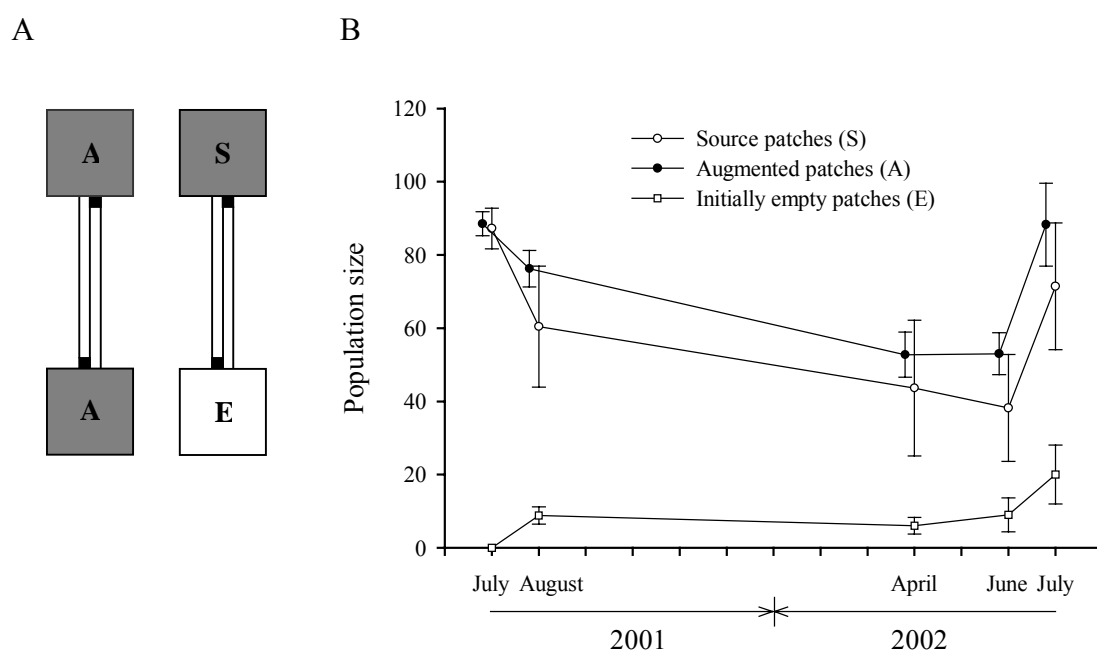 A
B
A
S
A
E
120
100
80
60
40
20
0
Population size
Source patches (S)
Augmented patches (A)
Initially empty patches (E)
July August April June July
2001 2002